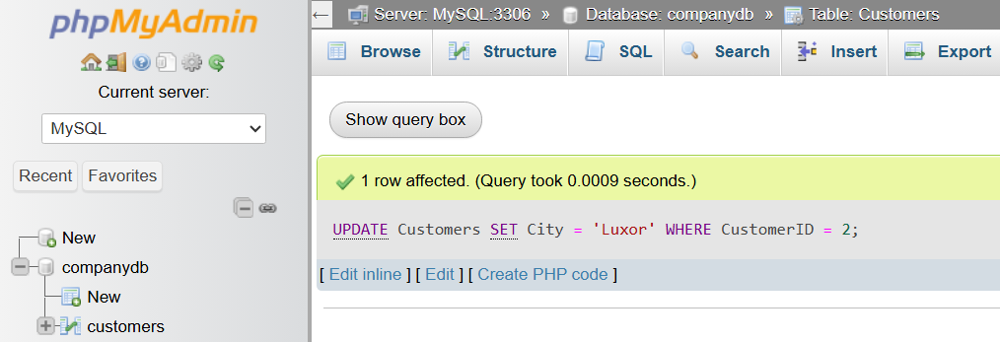 phpMyAdmin
Current server:
MySQL
Recent Favorites
New
companydb
New
customers
Server: MySQL:3306 » Database: companydb » Table: Customers
Browse Structure SQL Search Insert Export
Show query box
1 row affected. (Query took 0.0009 seconds.)
UPDATE Customers SET City = 'Luxor' WHERE CustomerID = 2;
[ Edit inline ] [ Edit ] [ Create PHP code ]